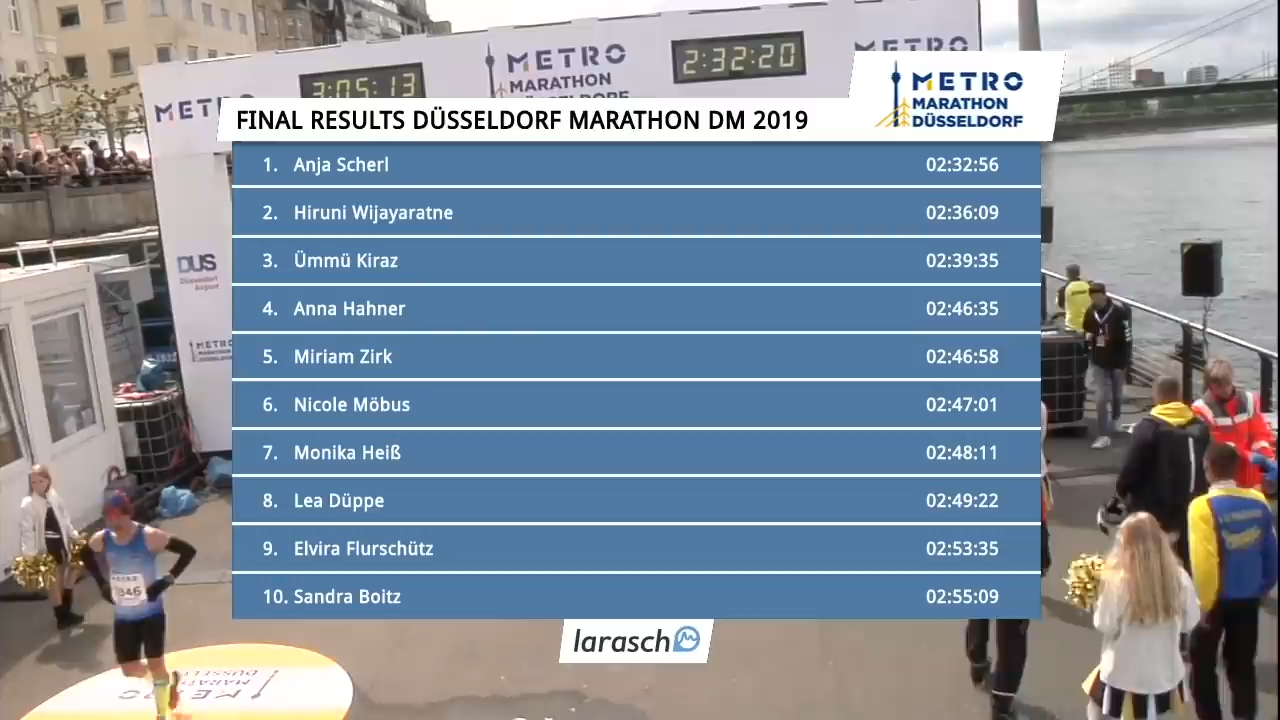 3:05:13
METRO
MARATHON
2:32:20
METRO
METRO
MARATHON
DÜSSELDORF
FINAL RESULTS DÜSSELDORF MARATHON DM 2019
1. Anja Scherl 02:32:56
2. Hiruni Wijayaratne 02:36:09
3. Ümmü Kiraz 02:39:35
4. Anna Hahner 02:46:35
5. Miriam Zirk 02:46:58
6. Nicole Möbus 02:47:01
7. Monika Heiß 02:48:11
8. Lea Düppe 02:49:22
9. Elvira Flurschütz 02:53:35
10. Sandra Boitz 02:55:09
DUS
Düsseldorf
Airport
METRO
larasch